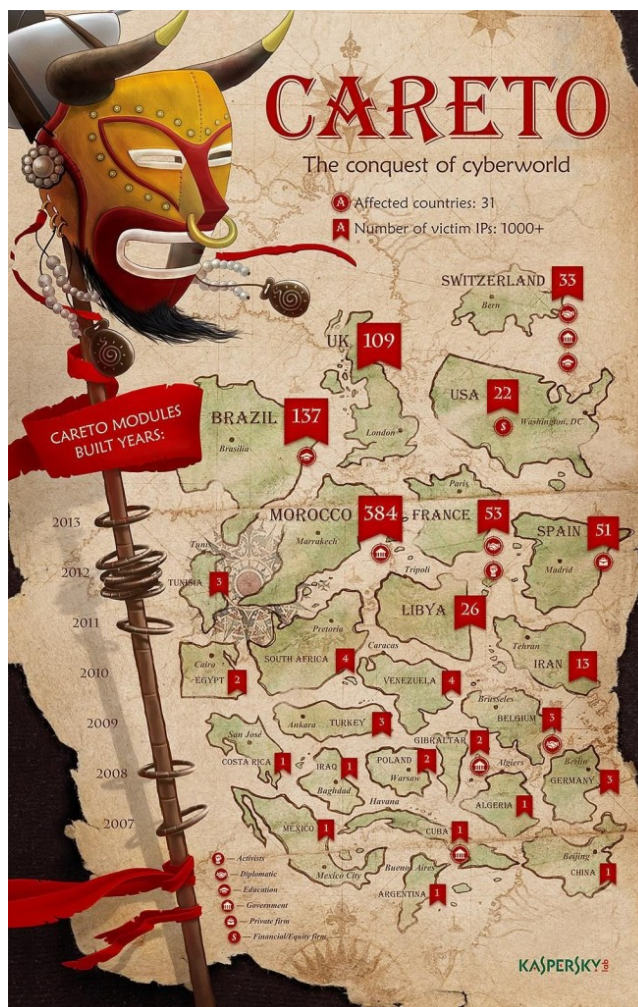 CARETO
The conquest of cyberworld
A Affected countries: 31
A Number of victim IPs: 1000+
SWITZERLAND 33
Bern
UK 109
London
USA 22
Washington, DC
$
BRAZIL 137
Brasilia
CARETO MODULES
BUILT YEARS:
2013
2012
2011
2010
2009
2008
2007
MOROCCO 384
Marrakech
Paris
FRANCE 53
SPAIN 51
Madrid
Tunis
TUNISIA 3
Tripoli
LIBYA 26
Pretoria
SOUTH AFRICA 4
Tehran
IRAN 13
Cairo
EGYPT 2
Caracas
VENEZUELA 4
Brusseles
BELGIUM 3
Ankara TURKEY 3
San José
COSTA RICA 1
IRAQ 1
Baghdad
POLAND 2
Warsaw
GIBRALTAR 2
Algiers
ALGERIA 1
Berlin
GERMANY 3
MEXICO 1
Mexico City
Havana
CUBA 1
Buenos Aires
ARGENTINA 1
Beijing
CHINA 1
— Activists
— Diplomatic
— Education
— Government
— Private firm
$ — Financial/Equity firm
KASPERSKY lab